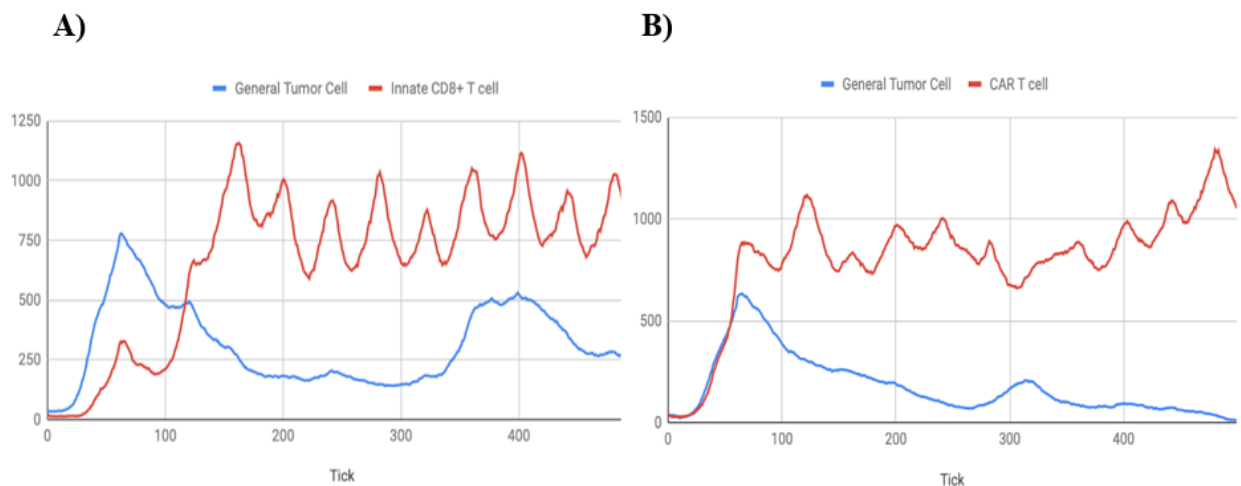 A)
General Tumor Cell Innate CD8+ T cell
1250
1000
750
500
250
0
0 100 200 300 400
Tick
B)
General Tumor Cell CAR T cell
1500
1000
500
0
0 100 200 300 400
Tick